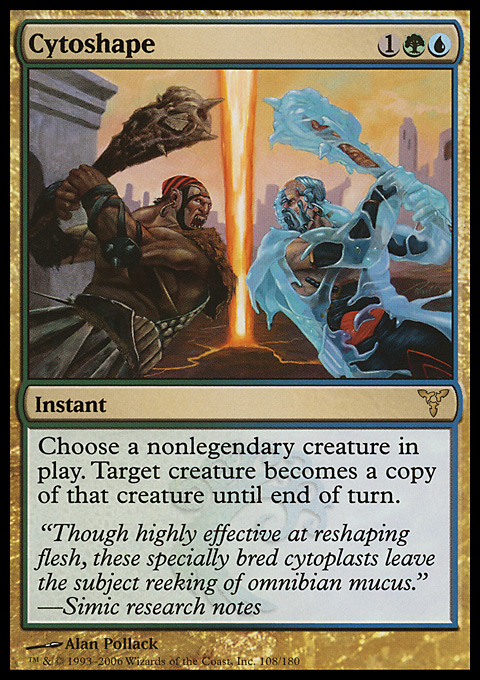 Cytoshape 1
Instant
Choose a nonlegendary creature in
play. Target creature becomes a copy
of that creature until end of turn.
“Though highly effective at reshaping
flesh, these specially bred cytoplasts leave
the subject reeking of omnibian mucus.”
—Simic research notes
Alan Pollack
™ & © 1993–2006 Wizards of the Coast, Inc. 108/180